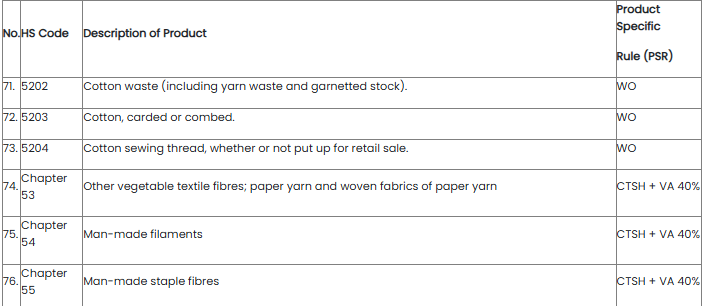 No. HS Code Description of Product Product Specific
Rule (PSR)
71. 5202 Cotton waste (including yarn waste and garnetted stock). WO
72. 5203 Cotton, carded or combed. WO
73. 5204 Cotton sewing thread, whether or not put up for retail sale. WO
74. Chapter 53 Other vegetable textile fibres; paper yarn and woven fabrics of paper yarn CTSH + VA 40%
75. Chapter 54 Man-made filaments CTSH + VA 40%
76. Chapter 55 Man-made staple fibres CTSH + VA 40%